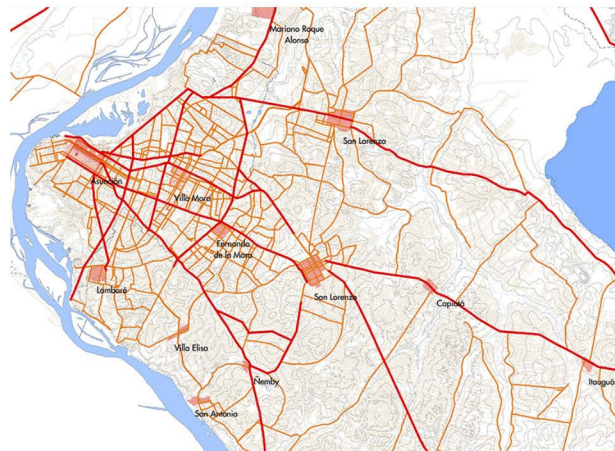 Mariano Roque
Alonso
San Lorenzo
Asunción
Villa Mora
Fernando
de la Mora
San Lorenzo
Lambaré
Capiatá
Villa Elisa
Itauguá
Ñemby
San Antonio